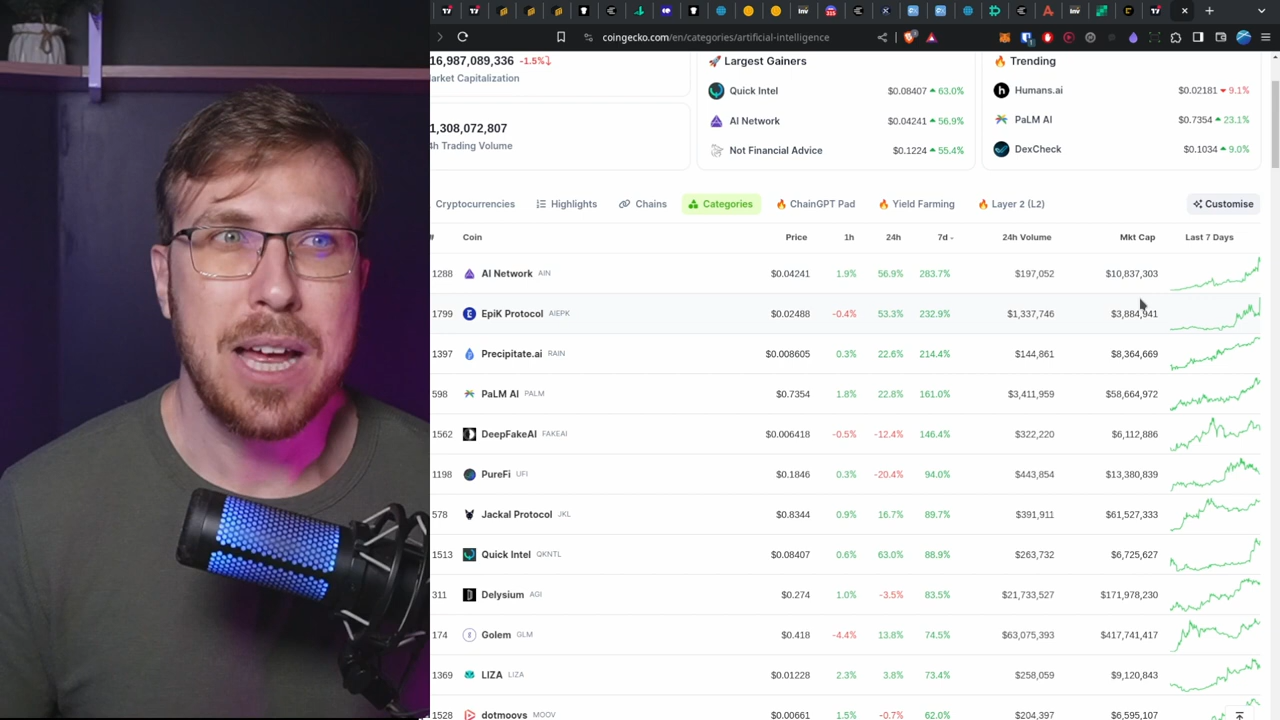 coingecko.com/en/categories/artificial-intelligence
215
16,987,089,336 -1.5%
arket Capitalization
1,308,072,807
4h Trading Volume
Largest Gainers
Quick Intel $0.08407 63.0%
AI Network $0.04241 56.9%
Not Financial Advice $0.1224 55.4%
Trending
Humans.ai $0.02181 9.1%
PaLM AI $0.7354 23.1%
DexCheck $0.1034 9.0%
Cryptocurrencies Highlights Chains Categories ChainGPT Pad Yield Farming Layer 2 (L2) Customise
# Coin Price 1h 24h 7d 24h Volume Mkt Cap Last 7 Days
1288 AI Network AIN $0.04241 1.9% 56.9% 283.7% $197,052 $10,837,303
1799 EpiK Protocol AIEPK $0.02488 -0.4% 53.3% 232.9% $1,337,746 $3,884,941
1397 Precipitate.ai RAIN $0.008605 0.3% 22.6% 214.4% $144,861 $8,364,669
598 PaLM AI PALM $0.7354 1.8% 22.8% 161.0% $3,411,959 $58,664,972
1562 DeepFakeAI FAKEAI $0.006418 -0.5% -12.4% 146.4% $322,220 $6,112,886
1198 PureFi UFI $0.1846 0.3% -20.4% 94.0% $443,854 $13,380,839
578 Jackal Protocol JKL $0.8344 0.9% 16.7% 89.7% $391,911 $61,527,333
1513 Quick Intel QKNTL $0.08407 0.6% 63.0% 88.9% $263,732 $6,725,627
311 Delysium AGI $0.274 1.0% -3.5% 83.5% $21,733,527 $171,978,230
174 Golem GLM $0.418 -4.4% 13.8% 74.5% $63,075,393 $417,741,417
1369 LIZA LIZA $0.01228 2.3% 3.8% 73.4% $258,059 $9,120,843
1528 dotmoovs MOOV $0.00661 1.5% -0.7% 62.0% $204,397 $6,595,107